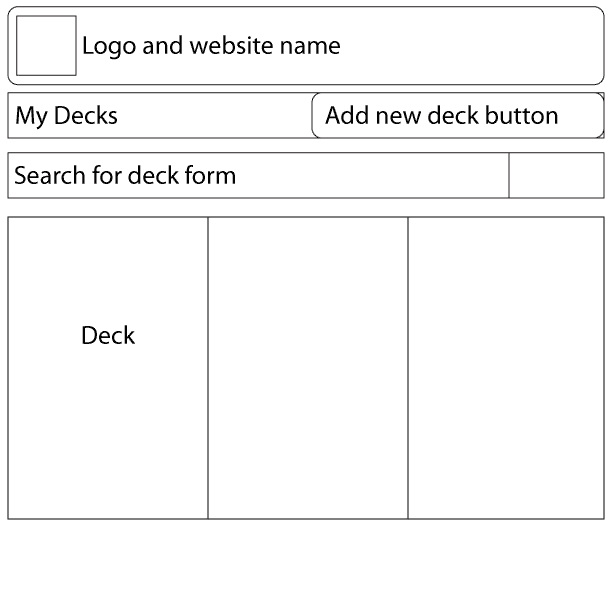 Logo and website name
My Decks
Add new deck button
Search for deck form
Deck